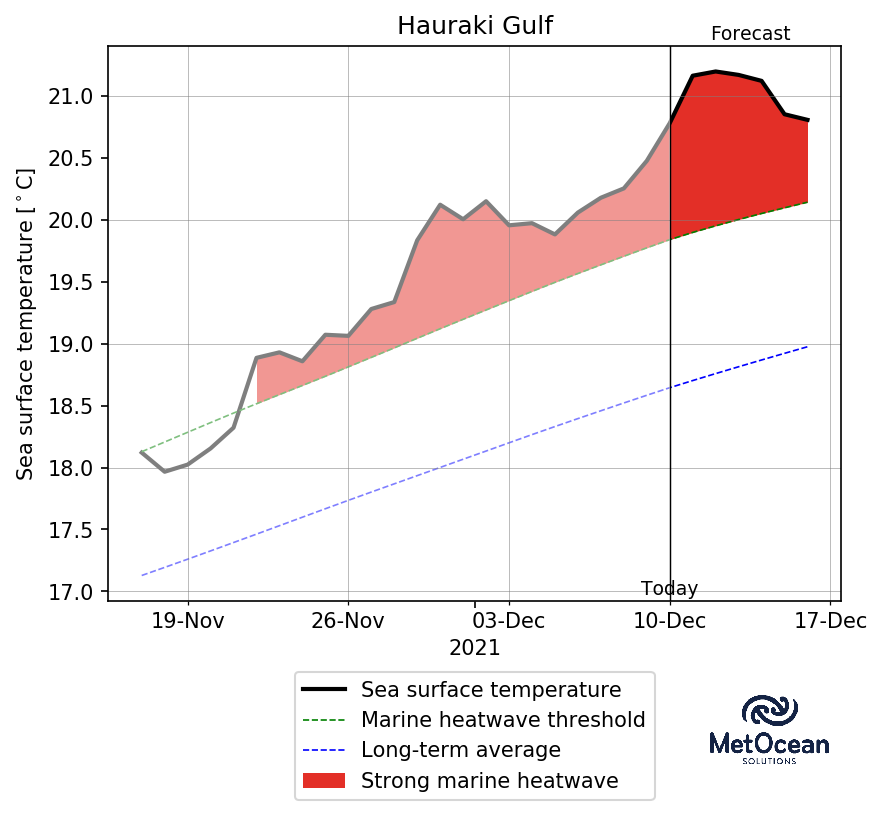 Hauraki Gulf
Forecast
Sea surface temperature [°C]
21.0
20.5
20.0
19.5
19.0
18.5
18.0
17.5
17.0
Today
19-Nov 26-Nov 03-Dec 10-Dec 17-Dec
2021
Sea surface temperature
Marine heatwave threshold
Long-term average
Strong marine heatwave
MetOcean
SOLUTIONS